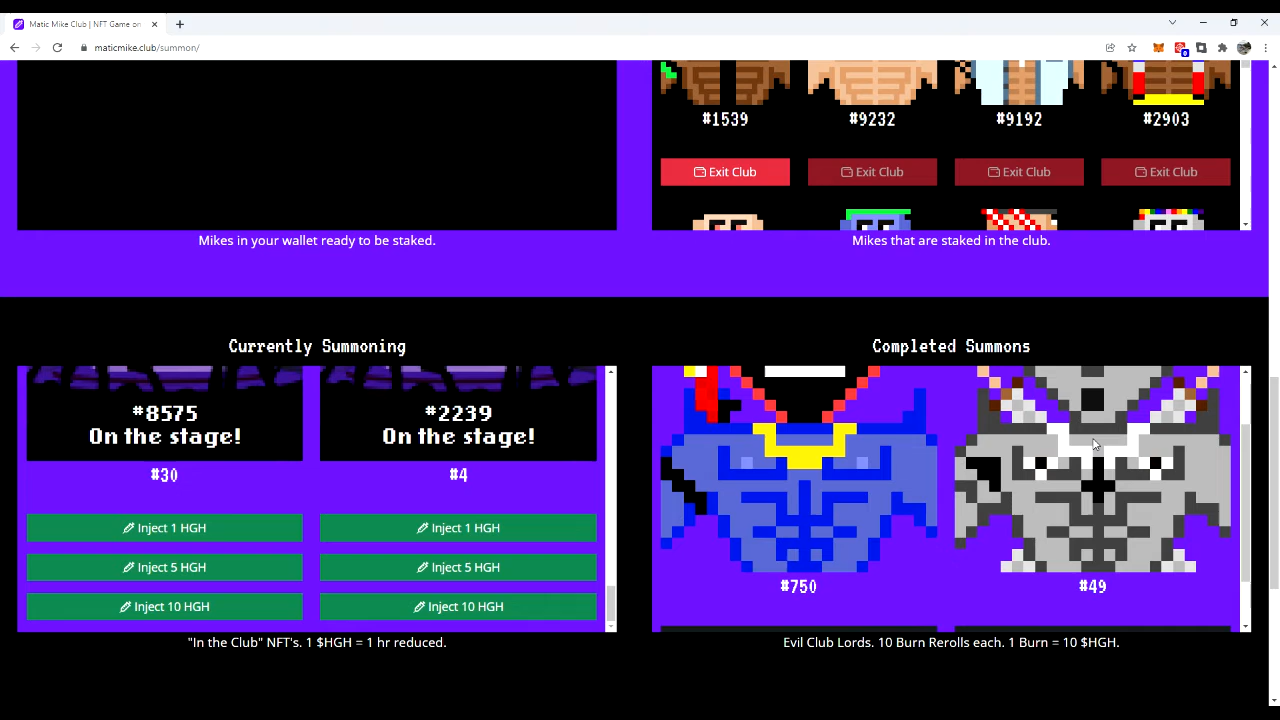 Matic Mike Club | NFT Game on
maticmike.club/summon/
6
#1539
#9232
#9192
#2903
Exit Club
Exit Club
Exit Club
Exit Club
Mikes in your wallet ready to be staked.
Mikes that are staked in the club.
Currently Summoning
Completed Summons
#8575
On the stage!
#2239
On the stage!
#30
#4
Inject 1 HGH
Inject 1 HGH
Inject 5 HGH
Inject 5 HGH
Inject 10 HGH
Inject 10 HGH
#750
#49
"In the Club" NFT's. 1 $HGH = 1 hr reduced.
Evil Club Lords. 10 Burn Rerolls each. 1 Burn = 10 $HGH.